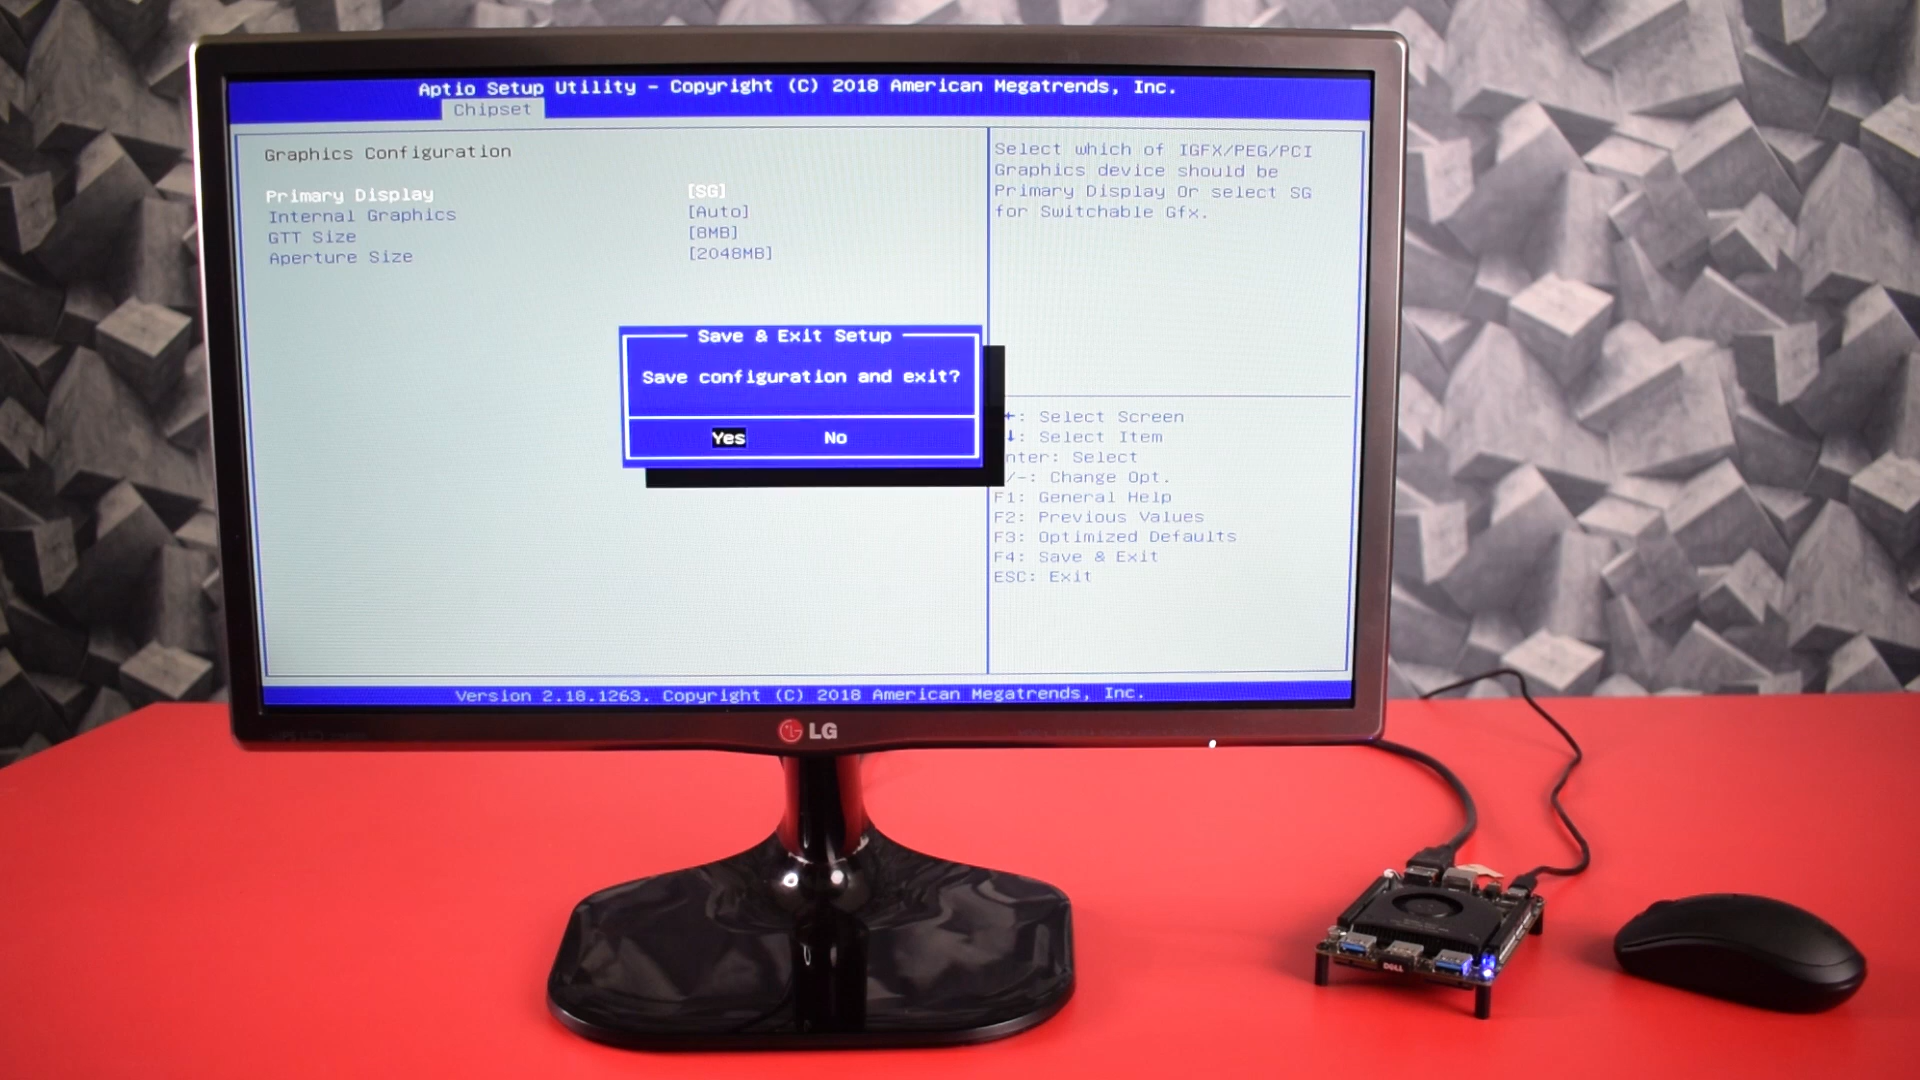 Aptio Setup Utility - Copyright (C) 2018 American Megatrends, Inc.
Chipset
Graphics Configuration
Primary Display [SG]
Internal Graphics [Auto]
GTT Size [8MB]
Aperture Size [2048MB]
Select which of IGFX/PEG/PCI
Graphics device should be
Primary Display Or select SG
for Switchable Gfx.
Save & Exit Setup
Save configuration and exit?
Yes No
: Select Screen
: Select Item
nter: Select
/-: Change Opt.
F1: General Help
F2: Previous Values
F3: Optimized Defaults
F4: Save & Exit
ESC: Exit
Version 2.18.1263. Copyright (C) 2018 American Megatrends, Inc.
LG